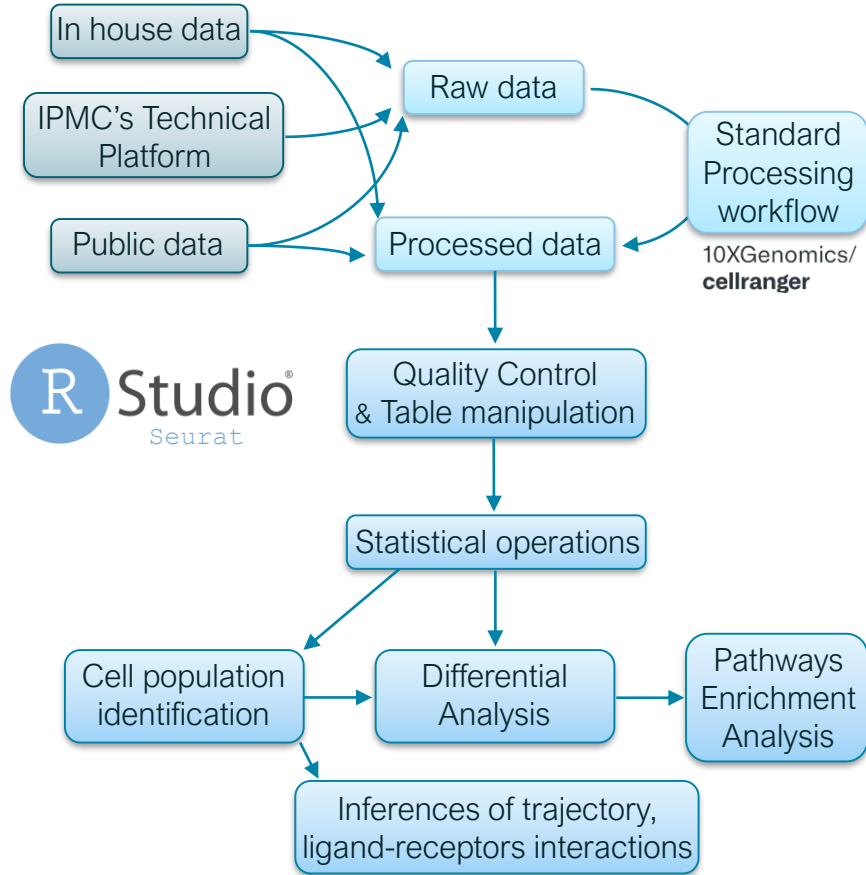 In house data
Raw data
IPMC's Technical
Platform
Standard
Processing
workflow
Public data
Processed data
10XGenomics/
cellranger
R Studio®
Seurat
Quality Control
& Table manipulation
Statistical operations
Cell population
identification
Differential
Analysis
Pathways
Enrichment
Analysis
Inferences of trajectory,
ligand-receptors interactions